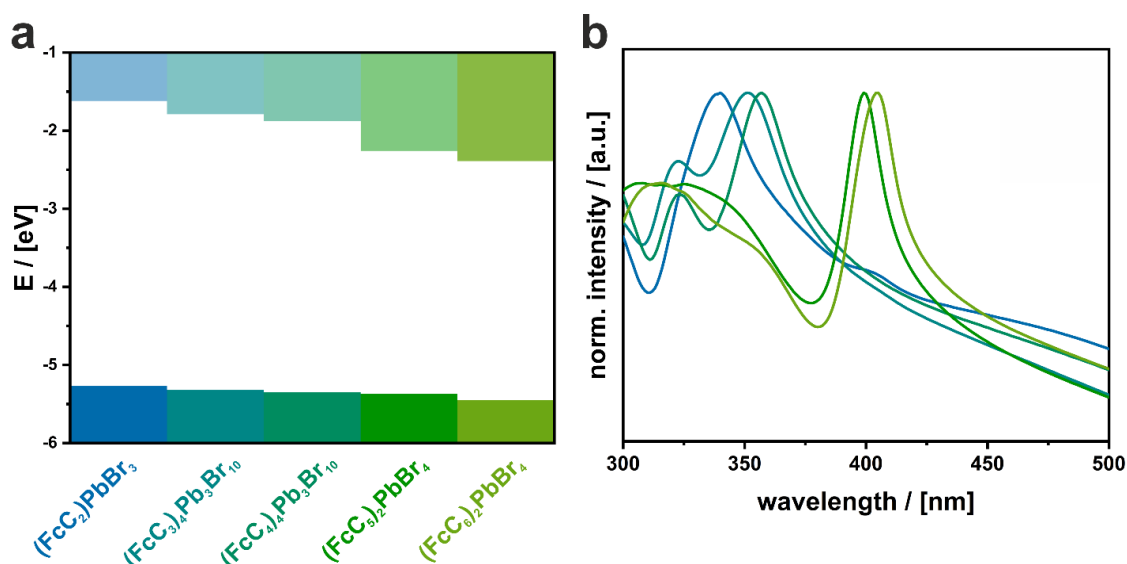 a
-1
-2
-3
-4
-5
-6
E / [eV]
(FcC₂)PbBr₃
(FcC₃)₄Pb₃Br₁₀
(FcC₄)₄Pb₃Br₁₀
(FcC₅)₂PbBr₄
(FcC₆)₂PbBr₄
b
norm. intensity / [a.u.]
300 350 400 450 500
wavelength / [nm]